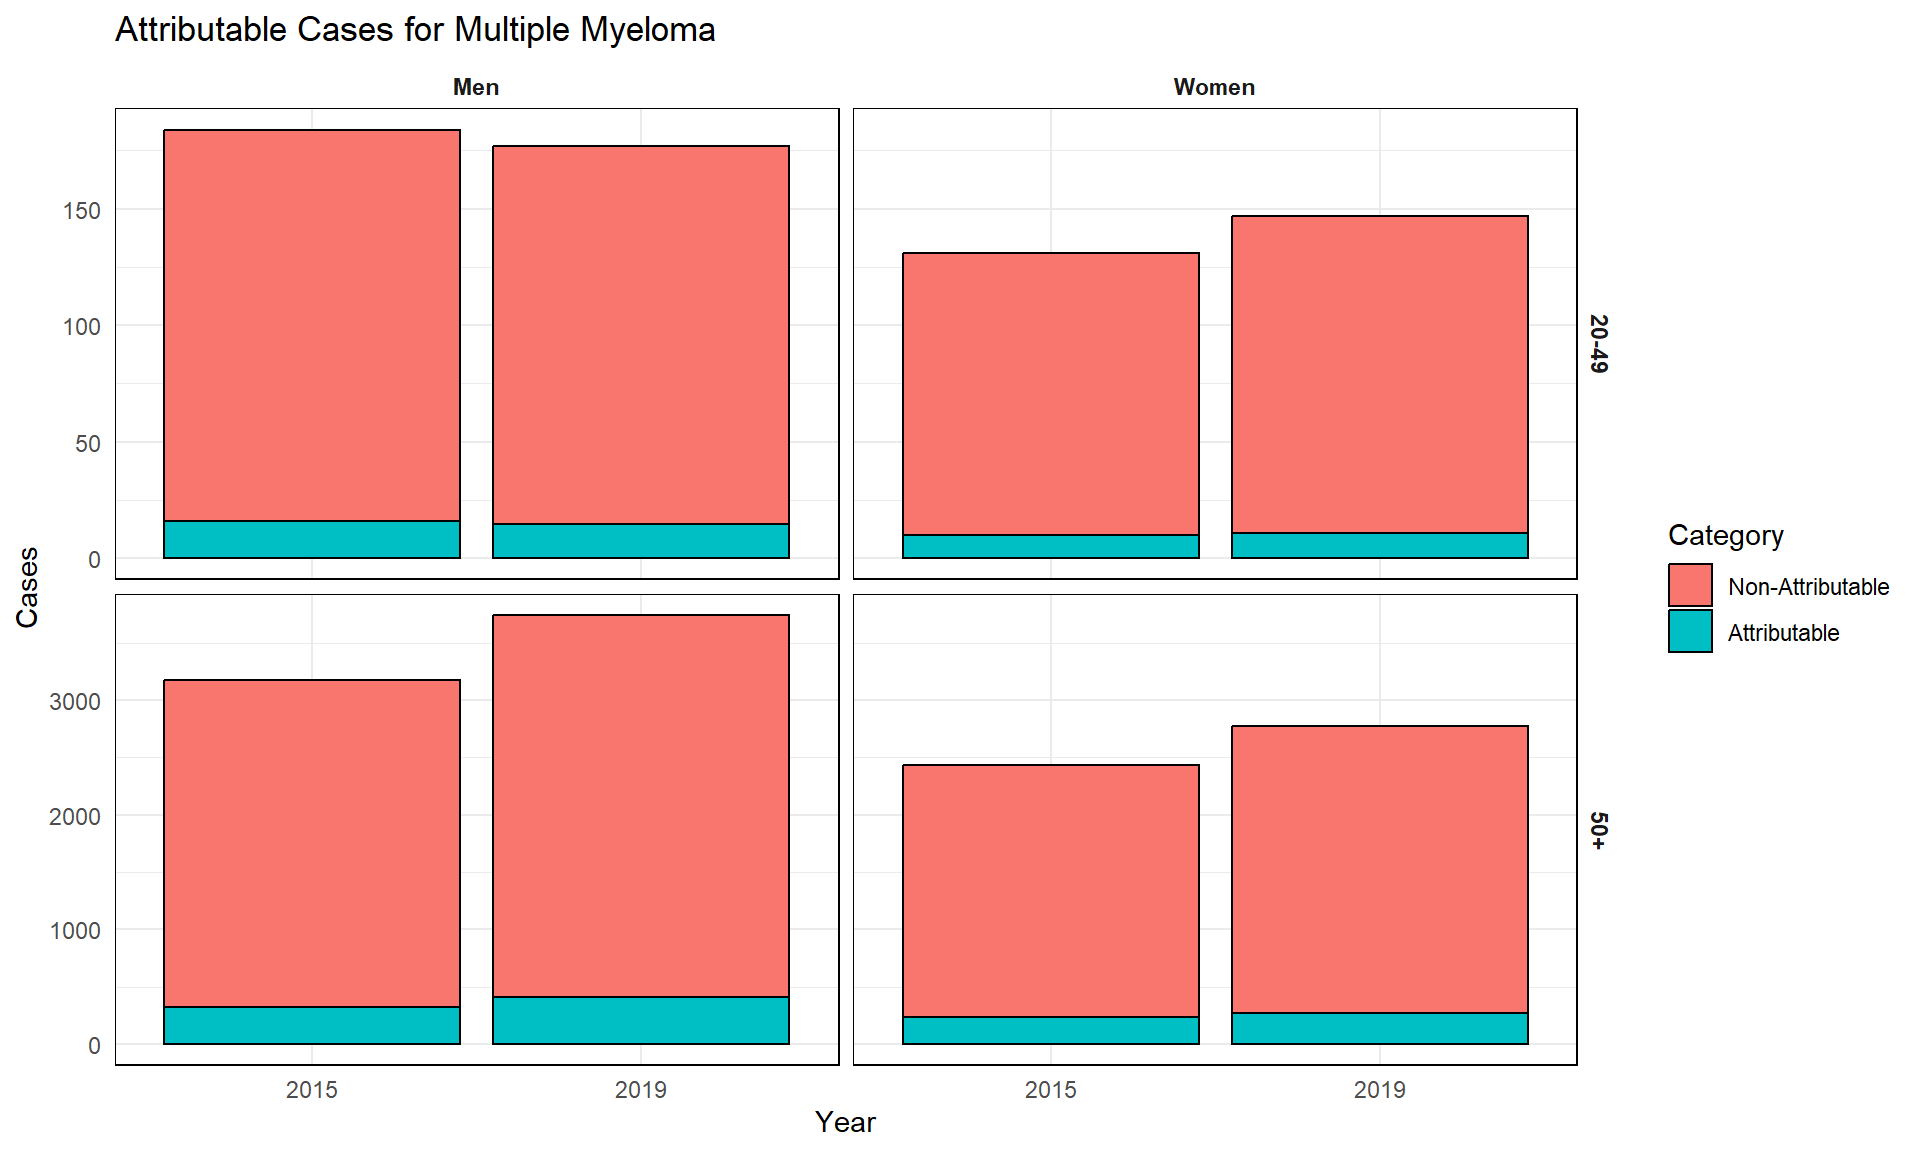 Attributable Cases for Multiple Myeloma
Men
Women
150
100
50
0
20-49
3000
2000
1000
0
50+
Cases
2015
2019
2015
2019
Year
Category
Non-Attributable
Attributable